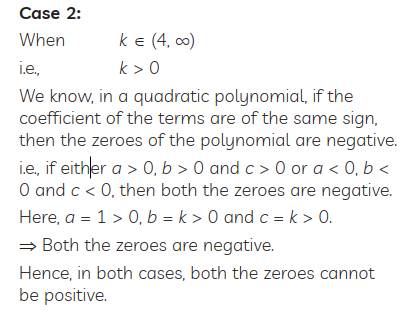 Case 2:
When k ∈ (4, ∞)
i.e., k > 0
We know, in a quadratic polynomial, if the
coefficient of the terms are of the same sign,
then the zeroes of the polynomial are negative.
i.e., if either a > 0, b > 0 and c > 0 or a < 0, b <
0 and c < 0, then both the zeroes are negative.
Here, a = 1 > 0, b = k > 0 and c = k > 0.
⇒ Both the zeroes are negative.
Hence, in both cases, both the zeroes cannot
be positive.